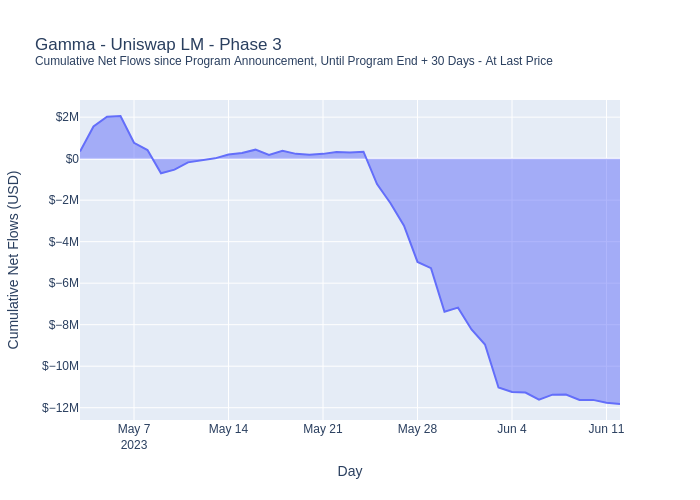 Gamma - Uniswap LM - Phase 3
Cumulative Net Flows since Program Announcement, Until Program End + 30 Days - At Last Price
Cumulative Net Flows (USD)
$2M
$0
$−2M
$−4M
$−6M
$−8M
$−10M
$−12M
May 7
2023
May 14
May 21
May 28
Jun 4
Jun 11
Day